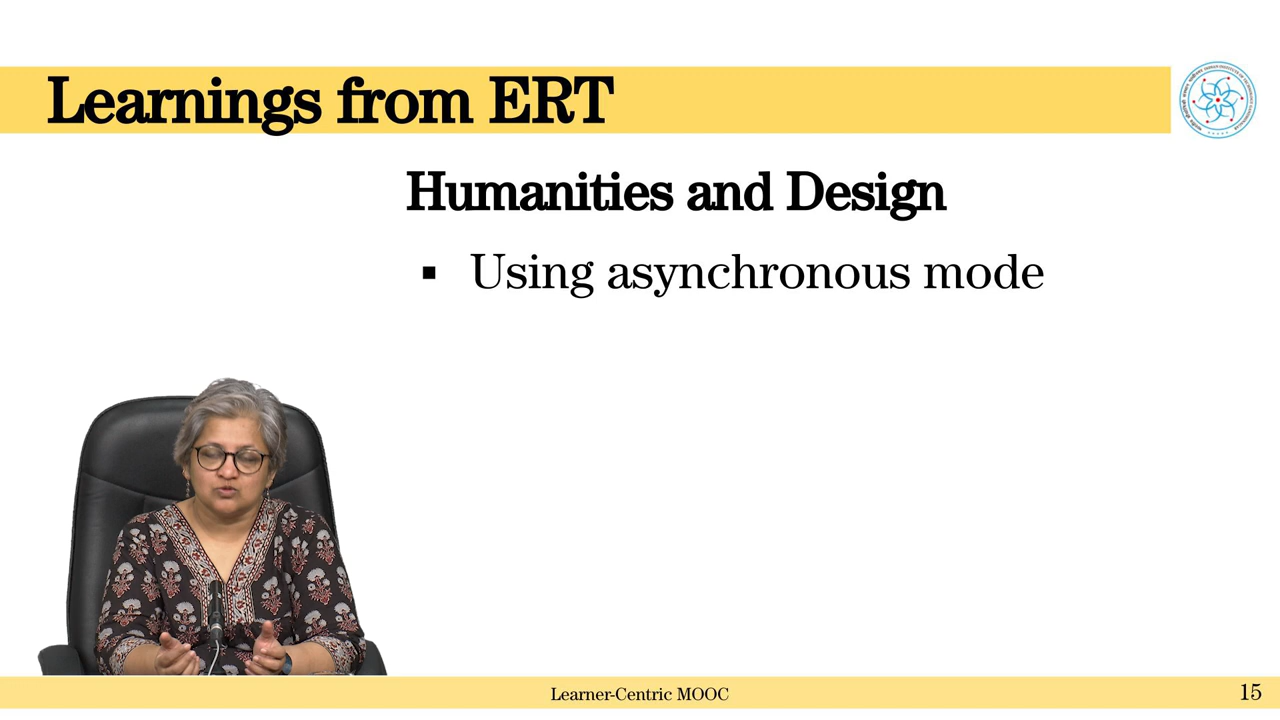 Learnings from ERT
Humanities and Design
▪ Using asynchronous mode
Learner-Centric MOOC
15